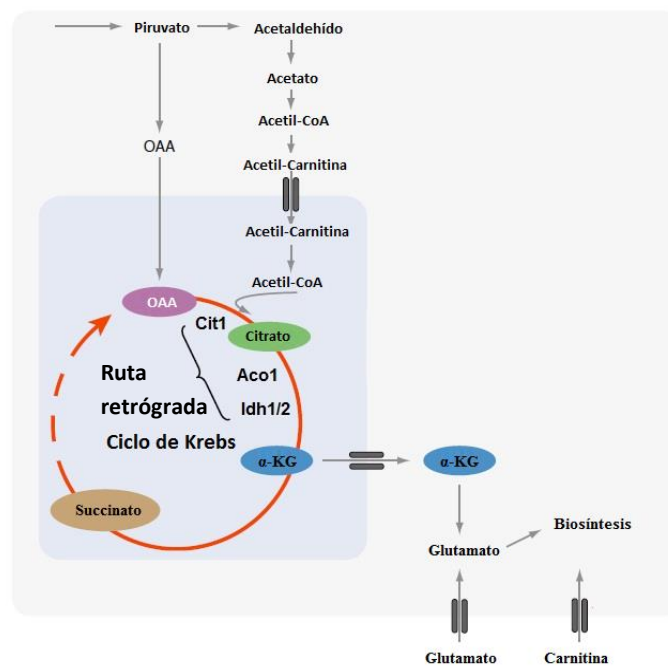 Piruvato
Acetaldehído
Acetato
Acetil-CoA
OAA
Acetil-Carnitina
Acetil-Carnitina
Acetil-CoA
OAA
Cit1
Citrato
Ruta
retrógrada
Aco1
Idh1/2
Ciclo de Krebs
α-KG
α-KG
Succinato
Biosíntesis
Glutamato
Glutamato
Carnitina